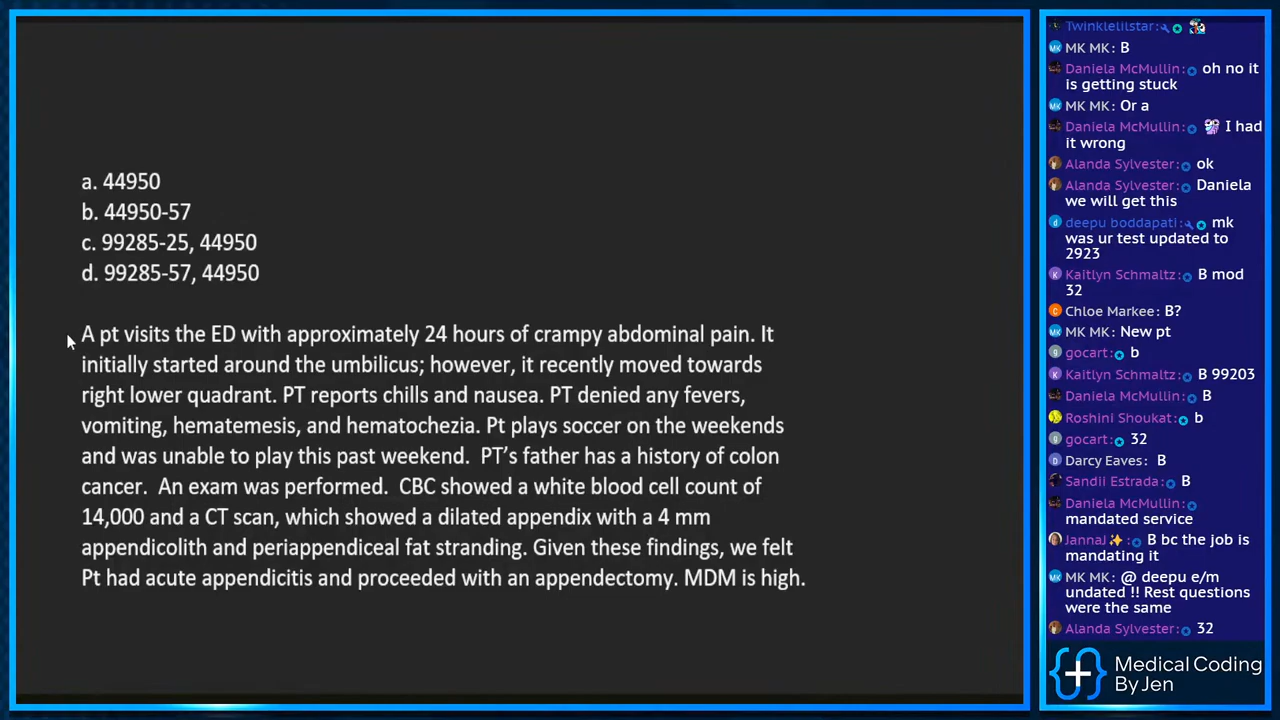 a. 44950
b. 44950-57
c. 99285-25, 44950
d. 99285-57, 44950
A pt visits the ED with approximately 24 hours of crampy abdominal pain. It
initially started around the umbilicus; however, it recently moved towards
right lower quadrant. PT reports chills and nausea. PT denied any fevers,
vomiting, hematemesis, and hematochezia. Pt plays soccer on the weekends
and was unable to play this past weekend. PT’s father has a history of colon
cancer. An exam was performed. CBC showed a white blood cell count of
14,000 and a CT scan, which showed a dilated appendix with a 4 mm
appendicolith and periappendiceal fat stranding. Given these findings, we felt
Pt had acute appendicitis and proceeded with an appendectomy. MDM is high.
Twinklelilstar:
MK MK: B
Daniela McMullin: oh no it
is getting stuck
MK MK: Or a
Daniela McMullin: I had
it wrong
Alanda Sylvester: ok
Alanda Sylvester: Daniela
we will get this
deepu boddapati: mk
was ur test updated to
2923
Kaitlyn Schmaltz: B mod
32
Chloe Markee: B?
MK MK: New pt
gocart: b
Kaitlyn Schmaltz: B 99203
Daniela McMullin: B
Roshini Shoukat: b
gocart: 32
Darcy Eaves: B
Sandii Estrada: B
Daniela McMullin:
mandated service
JannaJ✨: B bc the job is
mandating it
MK MK: @ deepu e/m
undated !! Rest questions
were the same
Alanda Sylvester: 32
Medical Coding
By Jen